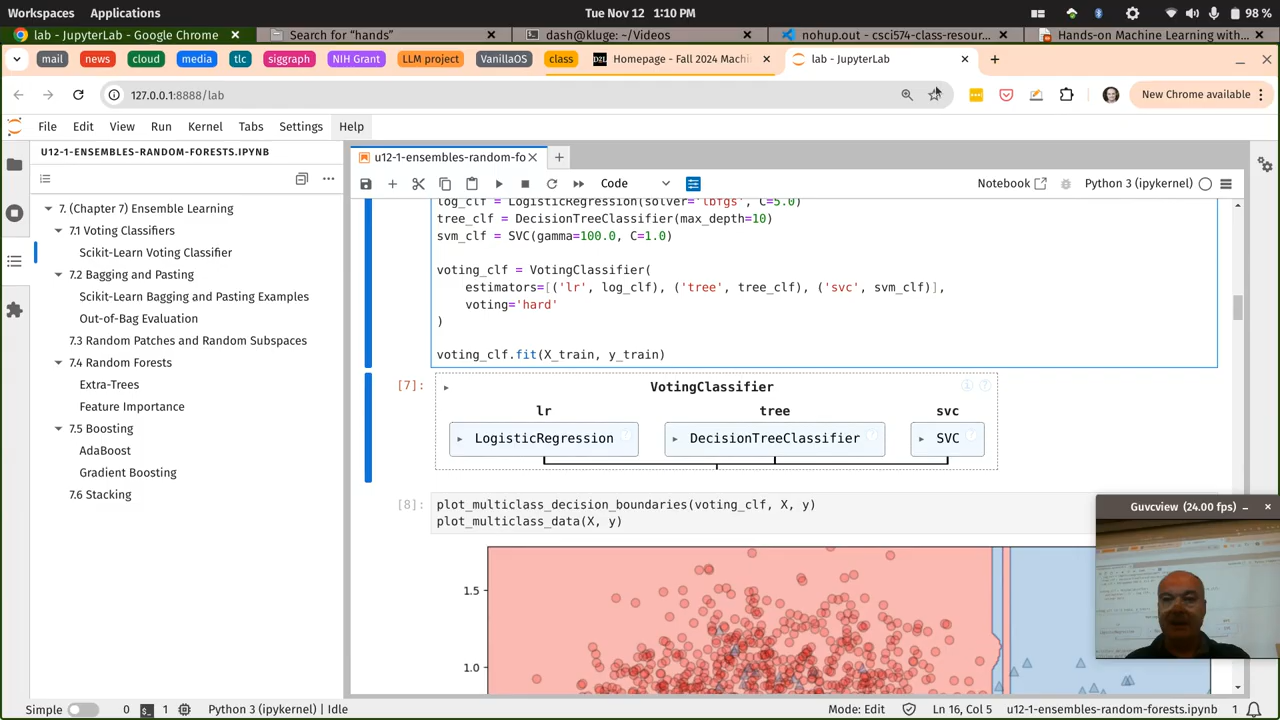 Workspaces Applications Tue Nov 12 1:10 PM 98 %
lab - JupyterLab - Google Chrome Search for “hands” dash@kluge: ~/Videos nohup.out - csci574-class-resour... Hands-on Machine Learning with...
mail news cloud media tlc siggraph NIH Grant LLM project VanillaOS class D2L Homepage - Fall 2024 Machi lab - JupyterLab
127.0.0.1:8888/lab New Chrome available
File Edit View Run Kernel Tabs Settings Help
U12-1-ENSEMBLES-RANDOM-FORESTS.IPYNB
7. (Chapter 7) Ensemble Learning
7.1 Voting Classifiers
Scikit-Learn Voting Classifier
7.2 Bagging and Pasting
Scikit-Learn Bagging and Pasting Examples
Out-of-Bag Evaluation
7.3 Random Patches and Random Subspaces
7.4 Random Forests
Extra-Trees
Feature Importance
7.5 Boosting
AdaBoost
Gradient Boosting
7.6 Stacking
u12-1-ensembles-random-fo
Code Notebook Python 3 (ipykernel)
log_clf = LogisticRegression(solver='lbfgs', C=5.0)
tree_clf = DecisionTreeClassifier(max_depth=10)
svm_clf = SVC(gamma=100.0, C=1.0)
voting_clf = VotingClassifier(
estimators=[('lr', log_clf), ('tree', tree_clf), ('svc', svm_clf)],
voting='hard'
)
voting_clf.fit(X_train, y_train)
[7]: VotingClassifier
lr tree svc
LogisticRegression DecisionTreeClassifier SVC
[8]: plot_multiclass_decision_boundaries(voting_clf, X, y)
plot_multiclass_data(X, y)
Guvcview (24.00 fps)
1.5
1.0
Simple 0 1 Python 3 (ipykernel) | Idle Mode: Edit Ln 16, Col 5 u12-1-ensembles-random-forests.ipynb 1